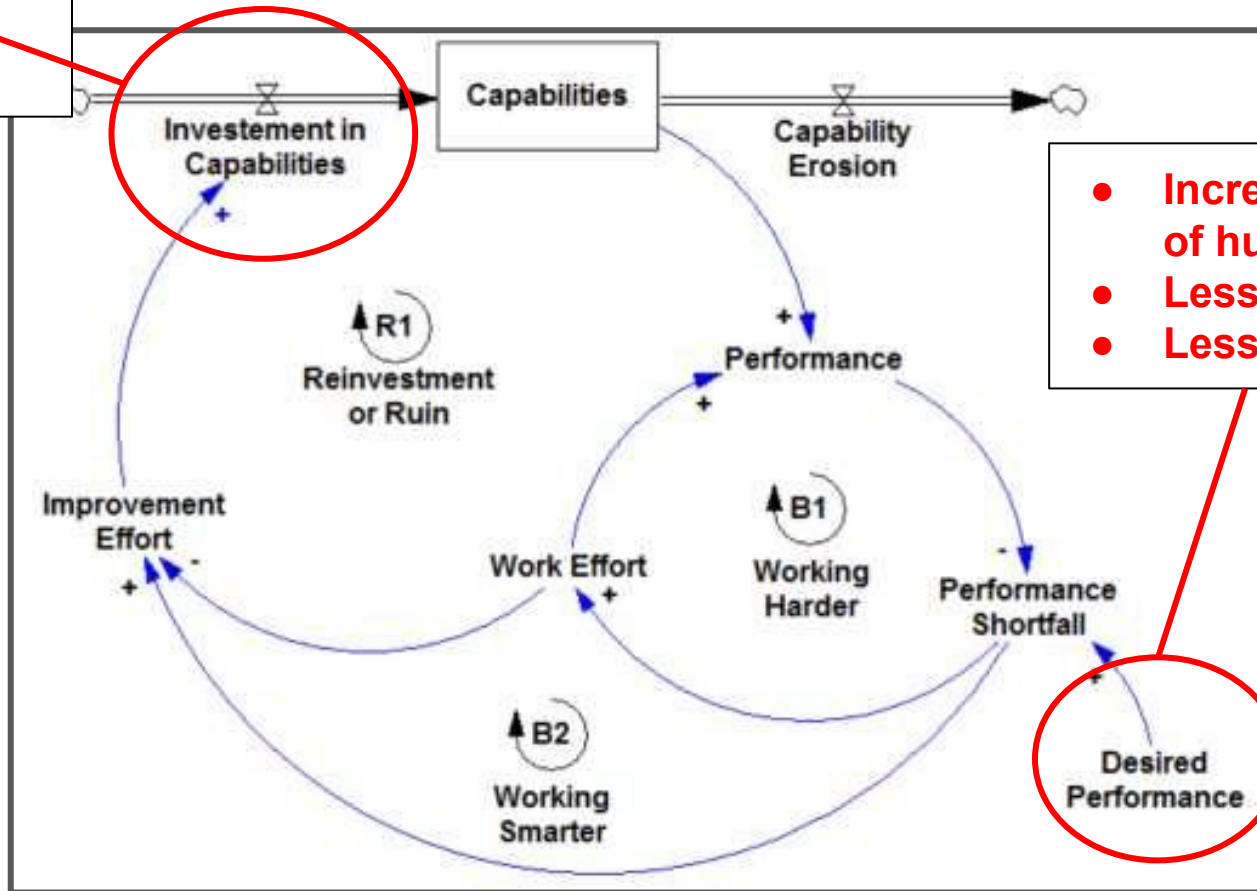 Capabilities
Investement in
Capabilities
+
Capability
Erosion
● Incre
of hu
● Less
● Less
R1
Reinvestment
or Ruin
+
Performance
+
Improvement
Effort
-
+
Work Effort
+
B1
Working
Harder
-
Performance
Shortfall
+
B2
Working
Smarter
Desired
Performance